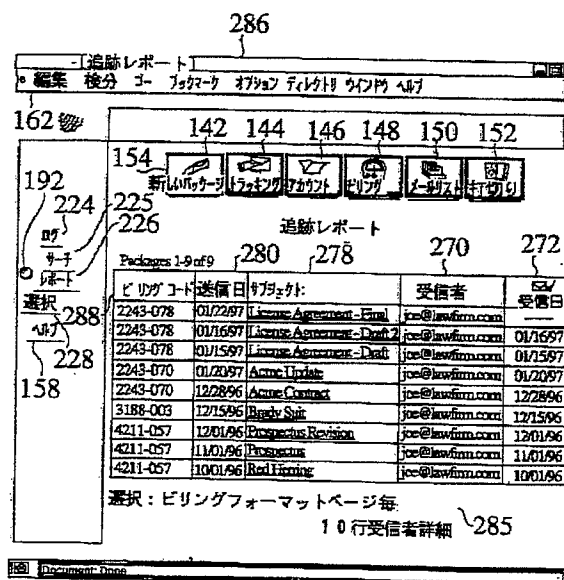 286
追跡レポート
編集 検分 ゴー ブックマーク オプション ディレクトリ ウインドウ ヘルプ
162
142 144 146 148 150 152
154
新しいパッケージ トラッキング アカウント ビリング メールリスト
192
224
225
226
ログ
サーチ
レポート
選択
288
ヘルプ
228
158
追跡レポート
Packages 1-9 of 9
280 278 270 272
ビリングコード 送信日 サブジェクト: 受信者 受信日
2243-078 01/22/97 License Agreement - Final joe@lawfirm.com
2243-078 01/16/97 License Agreement - Draft 2 joe@lawfirm.com 01/16/97
2243-078 01/15/97 License Agreement - Draft joe@lawfirm.com 01/15/97
2243-070 01/20/97 Acme Update joe@lawfirm.com 01/20/97
2243-070 12/28/96 Acme Contract joe@lawfirm.com 12/28/96
3188-003 12/15/96 Brady Suit joe@lawfirm.com 12/15/96
4211-057 12/01/96 Prospectus Revision joe@lawfirm.com 12/01/96
4211-057 11/01/96 Prospectus joe@lawfirm.com 11/01/96
4211-057 10/01/96 Red Herring joe@lawfirm.com 10/01/96
選択：ビリングフォーマットページ毎
10行受信者詳細
285
Document: Done